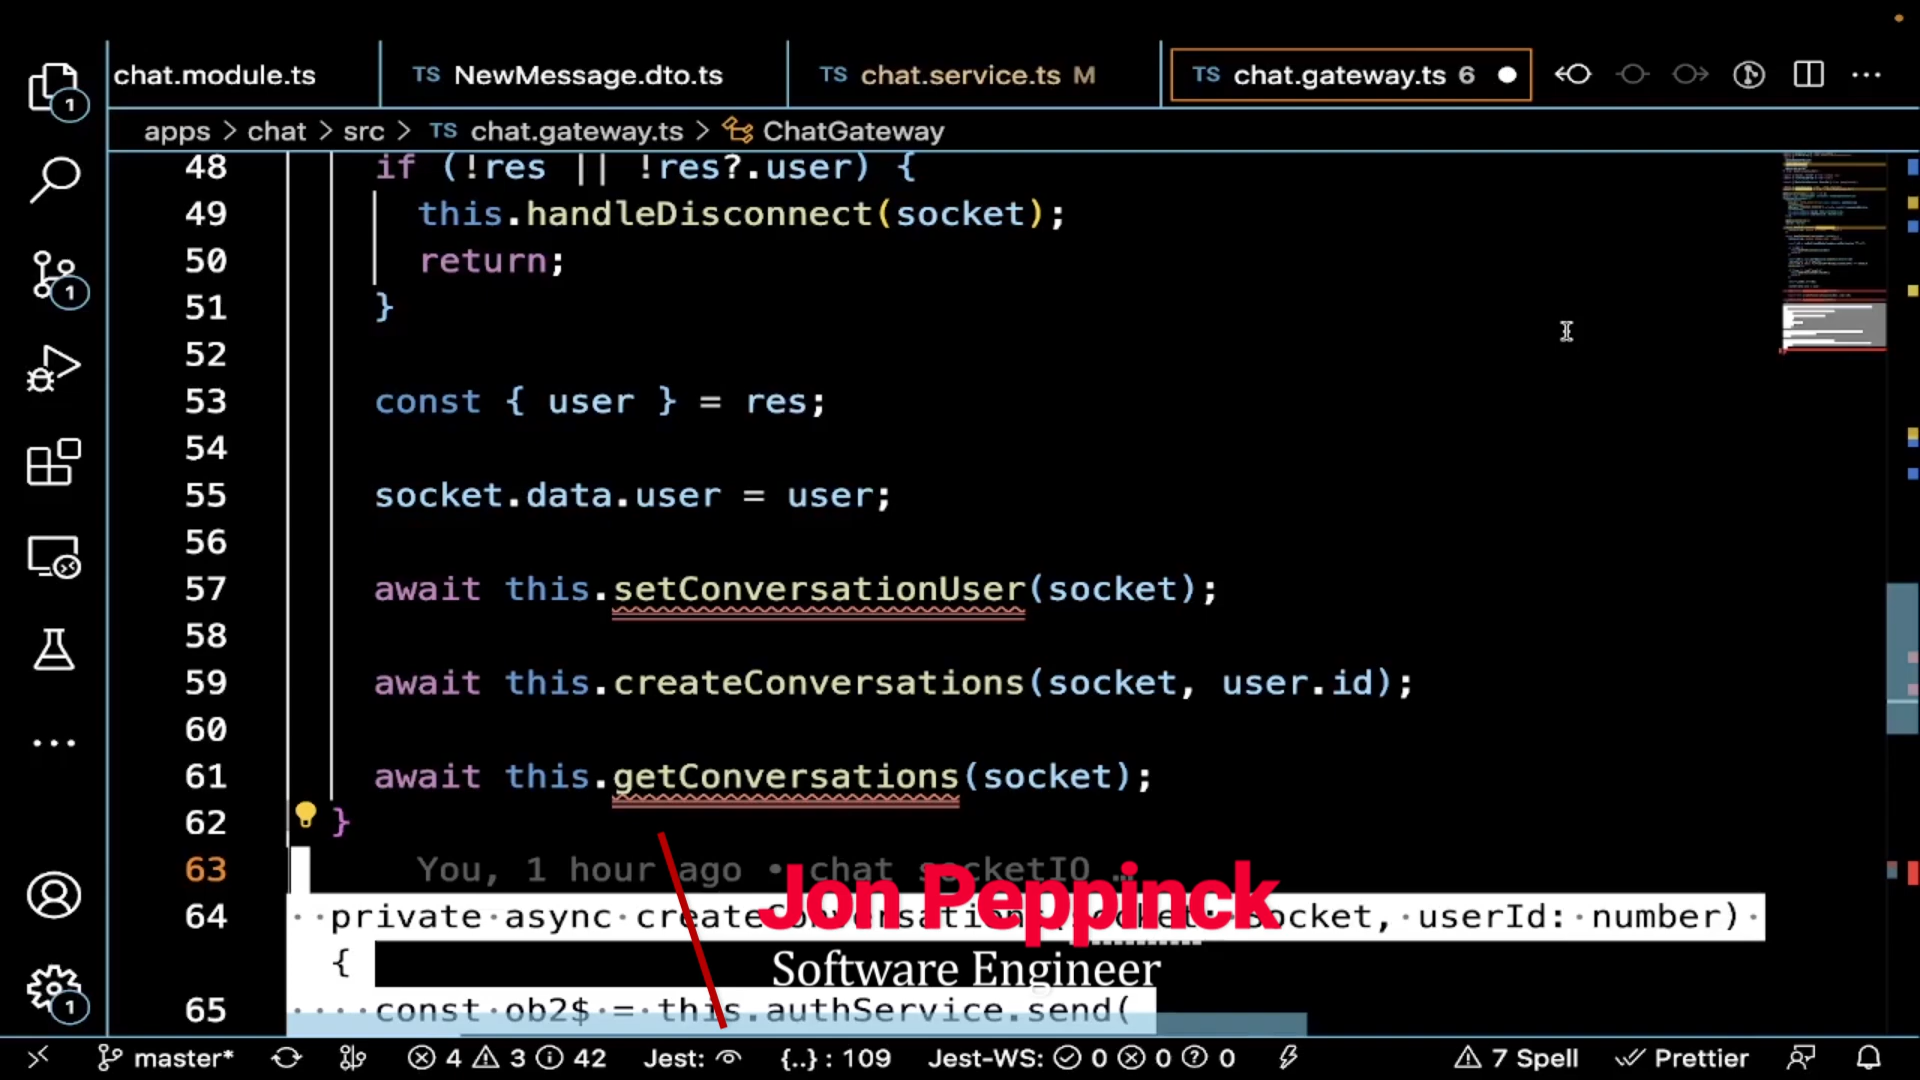 chat.module.ts
TS NewMessage.dto.ts
TS chat.service.ts M
TS chat.gateway.ts 6
apps > chat > src > TS chat.gateway.ts > ChatGateway
48 if (!res || !res?.user) {
49 this.handleDisconnect(socket);
50 return;
51 }
52
53 const { user } = res;
54
55 socket.data.user = user;
56
57 await this.setConversationUser(socket);
58
59 await this.createConversations(socket, user.id);
60
61 await this.getConversations(socket);
62 }
63 You, 1 hour ago • chat socketIO …
Jon Peppinck
64 private async createConversations(socket: Socket, userId: number)
{
Software Engineer
65 const ob2$ = this.authService.send(
1
1
1
master* 4 3 42 Jest: {..} : 109 Jest-WS: 0 0 0 7 Spell Prettier